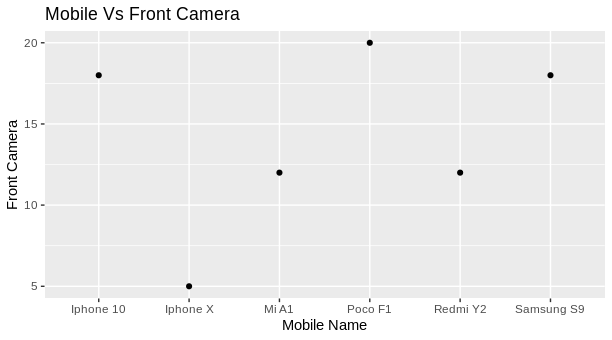 Mobile Vs Front Camera
20
15
10
5
Front Camera
Iphone 10 Iphone X Mi A1 Poco F1 Redmi Y2 Samsung S9
Mobile Name